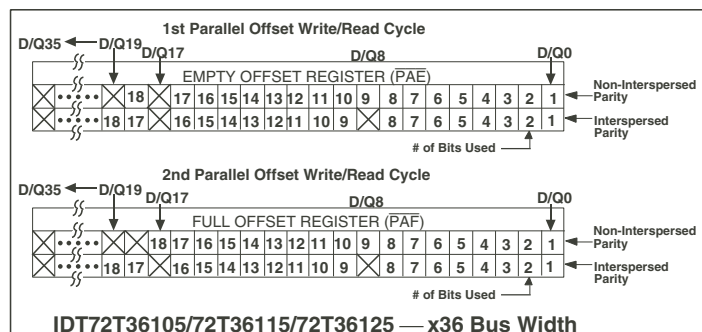 1st Parallel Offset Write/Read Cycle
D/Q35 D/Q19 D/Q17 D/Q8 D/Q0
EMPTY OFFSET REGISTER (PAE)
18 17 16 15 14 13 12 11 10 9 8 7 6 5 4 3 2 1 Non-Interspersed Parity
18 17 16 15 14 13 12 11 10 9 8 7 6 5 4 3 2 1 Interspersed Parity
# of Bits Used
2nd Parallel Offset Write/Read Cycle
D/Q35 D/Q19 D/Q17 D/Q8 D/Q0
FULL OFFSET REGISTER (PAF)
18 17 16 15 14 13 12 11 10 9 8 7 6 5 4 3 2 1 Non-Interspersed Parity
18 17 16 15 14 13 12 11 10 9 8 7 6 5 4 3 2 1 Interspersed Parity
# of Bits Used
IDT72T36105/72T36115/72T36125 — x36 Bus Width